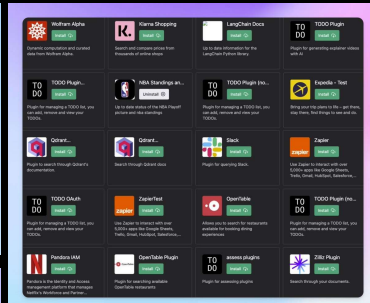 Wolfram Alpha
Install
Dynamic computation and curated
data from Wolfram Alpha.
K.
Klarna Shopping
Install
Search and compare prices from
thousands of online shops
LangChain Docs
Install
Up to date information for the
LangChain Python library
TO
DO
TODO Plugin
Install
Plugin for generating explainer videos
with AI
TO
DO
TODO Plugin...
Install
Plugin for managing a TODO list, you
can add, remove and view your
TODOs.
NBA Standings an...
Uninstall
Up to date status of the NBA Playoff
picture and nba standings
TO
DO
TODO Plugin (no...
Install
Plugin for managing a TODO list, you
can add, remove and view your
TODOs.
Expedia - Test
Install
Bring your trip plans to life – get there,
stay there, find things to see and do.
Qdrant...
Install
Plugin to search through Qdrant's
documentation.
Qdrant...
Install
Search through Qdrant docs
Slack
Install
Plugin for querying Slack.
zapier
Zapier
Install
Use Zapier to interact with over
5,000+ apps like Google Sheets,
Trello, Gmail, HubSpot, Salesforce,...
TO
DO
TODO OAuth
Install
Plugin for managing a TODO list, you
can add, remove and view your
TODOs.
zapier
ZapierTest
Install
Use Zapier to interact with over
5,000+ apps like Google Sheets,
Trello, Gmail, HubSpot, Salesforce,...
OpenTable
Install
Allows you to search for restaurants
available for booking dining
experiences
TO
DO
TODO Plugin (no...
Install
Plugin for managing a TODO list, you
can add, remove and view your
TODOs.
Pandora IAM
Install
Pandora is the Identity and Access
management platform that manages
Netflix's Workforce and Partner...
OpenTable Plugin
Install
Plugin for searching available
OpenTable restaurants
TO
DO
assess plugins
Install
Plugin for assessing plugins
Zilliz Plugin
Install
Search through your documents.